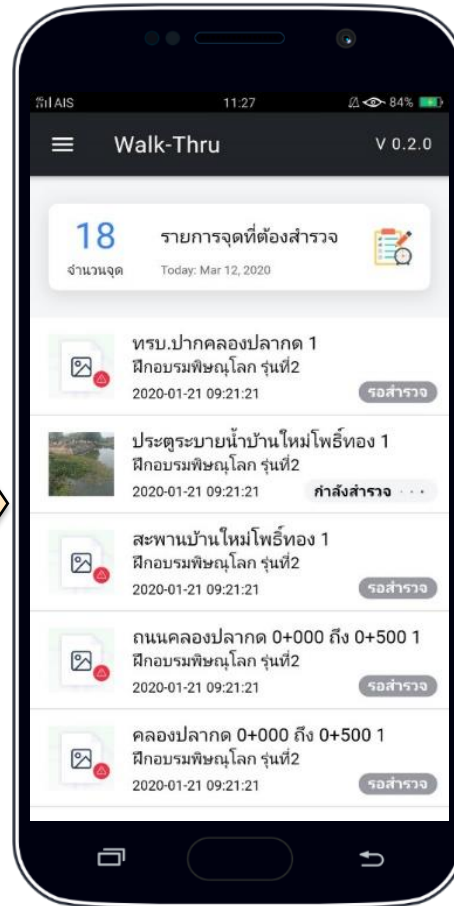 AIS 11:27 84%
Walk-Thru V 0.2.0
18 รายการจุดที่ต้องสำรวจ
จำนวนจุด Today: Mar 12, 2020
ทรบ.ปากคลองปลากด 1
ฝึกอบรมพิษณุโลก รุ่นที่2
2020-01-21 09:21:21 รอสำรวจ
ประตูระบายน้ำบ้านใหม่โพธิ์ทอง 1
ฝึกอบรมพิษณุโลก รุ่นที่2
2020-01-21 09:21:21 กำลังสำรวจ ···
สะพานบ้านใหม่โพธิ์ทอง 1
ฝึกอบรมพิษณุโลก รุ่นที่2
2020-01-21 09:21:21 รอสำรวจ
ถนนคลองปลากด 0+000 ถึง 0+500 1
ฝึกอบรมพิษณุโลก รุ่นที่2
2020-01-21 09:21:21 รอสำรวจ
คลองปลากด 0+000 ถึง 0+500 1
ฝึกอบรมพิษณุโลก รุ่นที่2
2020-01-21 09:21:21 รอสำรวจ